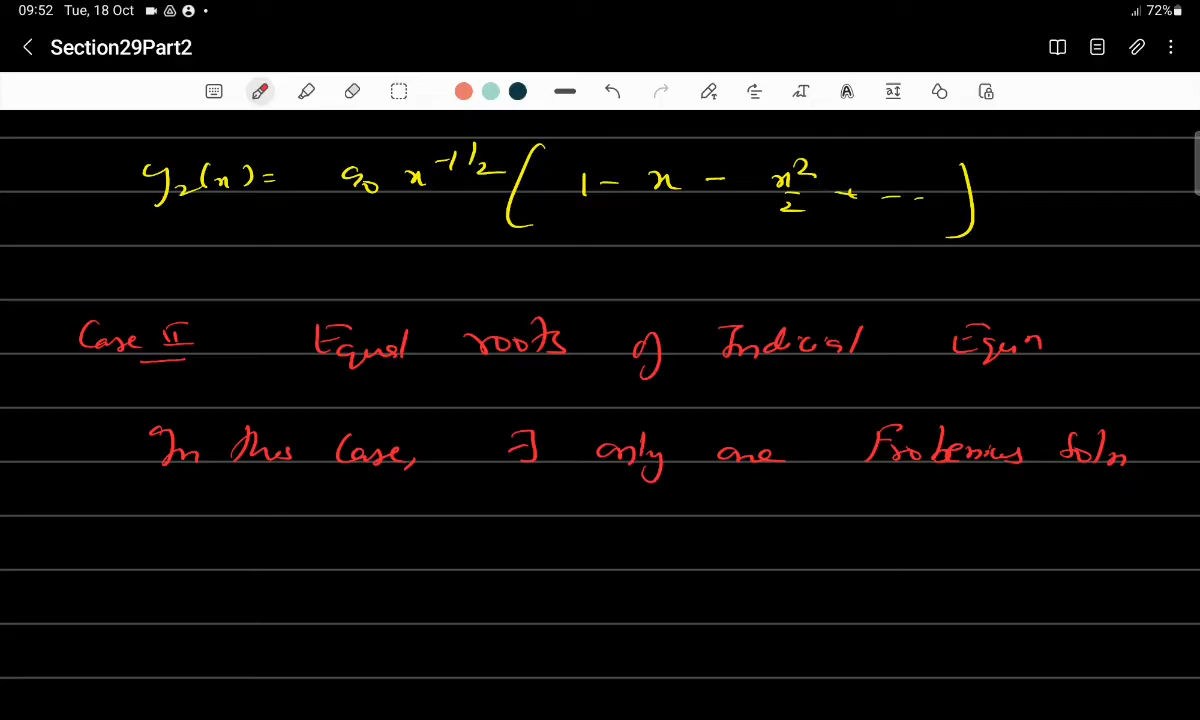 09:52 Tue, 18 Oct 72%
Section29Part2
y₂(x) = a₀ x^{-1/2} ( 1 - x - x²/2 + -- )
Case II Equal roots of Indicial Equn
In this Case, ∃ only one Frobenius Soln